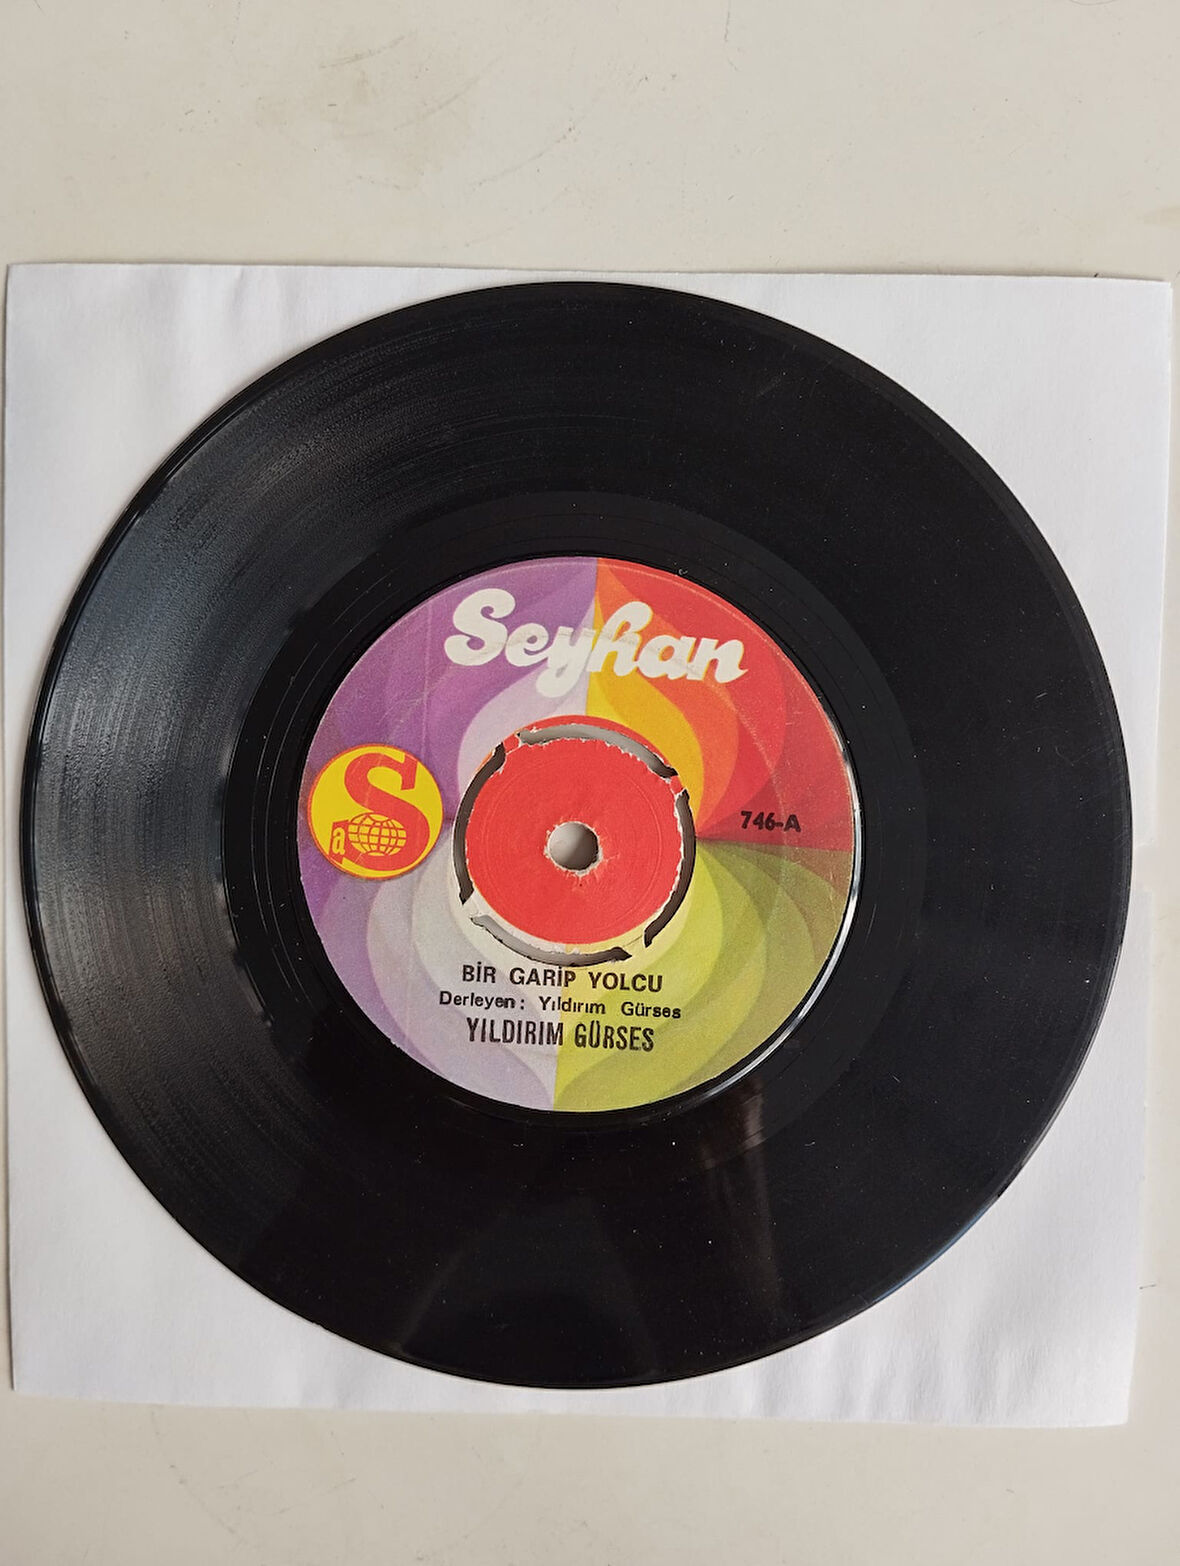 Seyhan
S
a
746-A
BİR GARİP YOLCU
Derleyen: Yıldırım Gürses
YILDIRIM GÜRSES